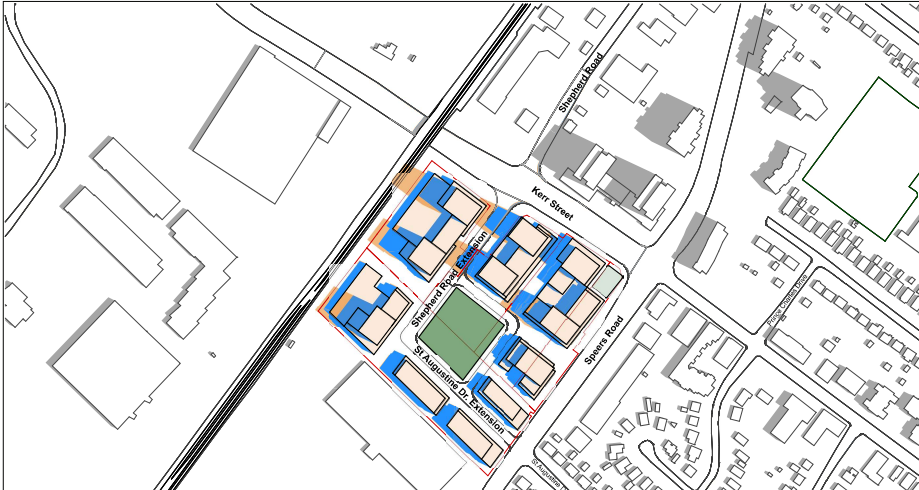 Shepherd Road
Kerr Street
Shepherd Road Extension
Speers Road
St Augustine Dr. Extension